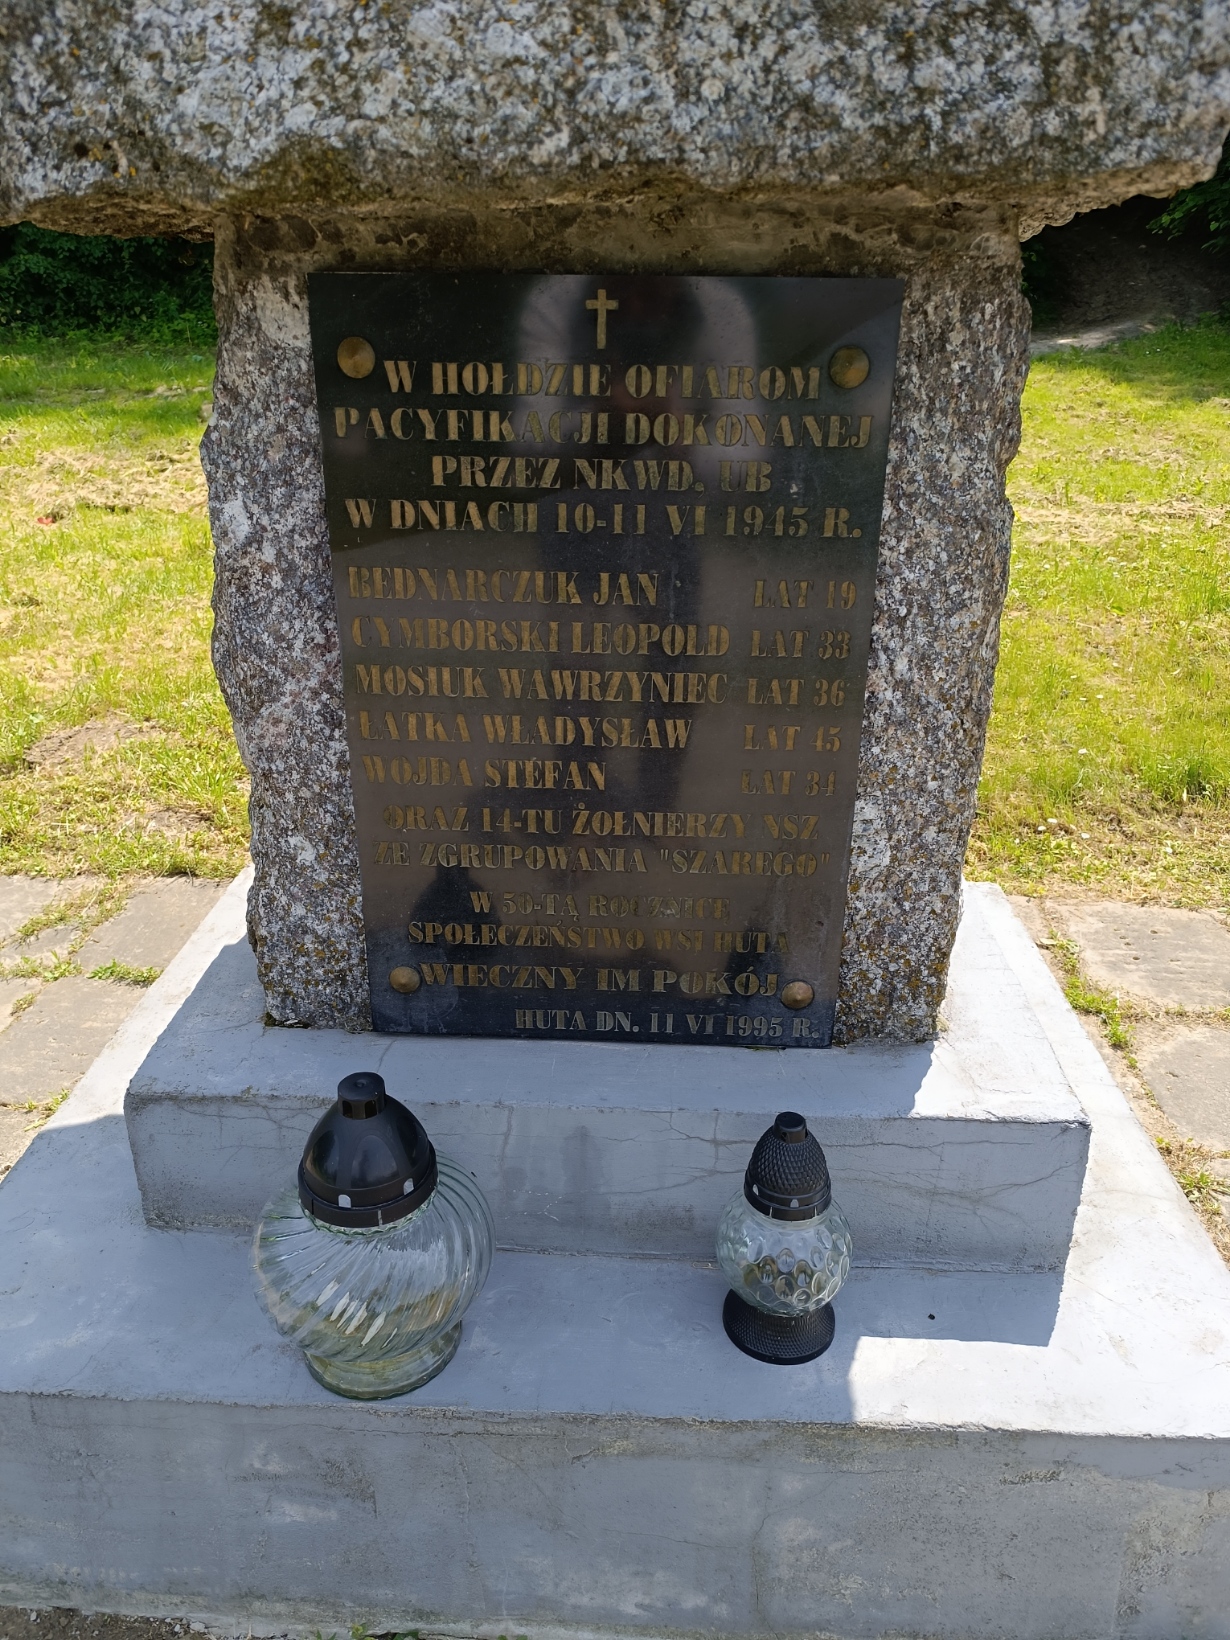 W HOŁDZIE OFIAROM
PACYFIKACJI DOKONANEJ
PRZEZ NKWD. UB
W DNIACH 10-11 VI 1945 R.
BEDNARCZUK JAN LAT 19
CYMBORSKI LEOPOLD LAT 33
MOSIUK WAWRZYNIEC LAT 36
ŁATKA WŁADYSŁAW LAT 45
WOJDA STEFAN LAT 34
ORAZ 14-TU ŻOŁNIERZY NSZ
ZE ZGRUPOWANIA "SZAREGO"
W 50-TĄ ROCZNICE
SPOŁECZEŃSTWO WSI HUTA
WIECZNY IM POKÓJ
HUTA DN. 11 VI 1995 R.